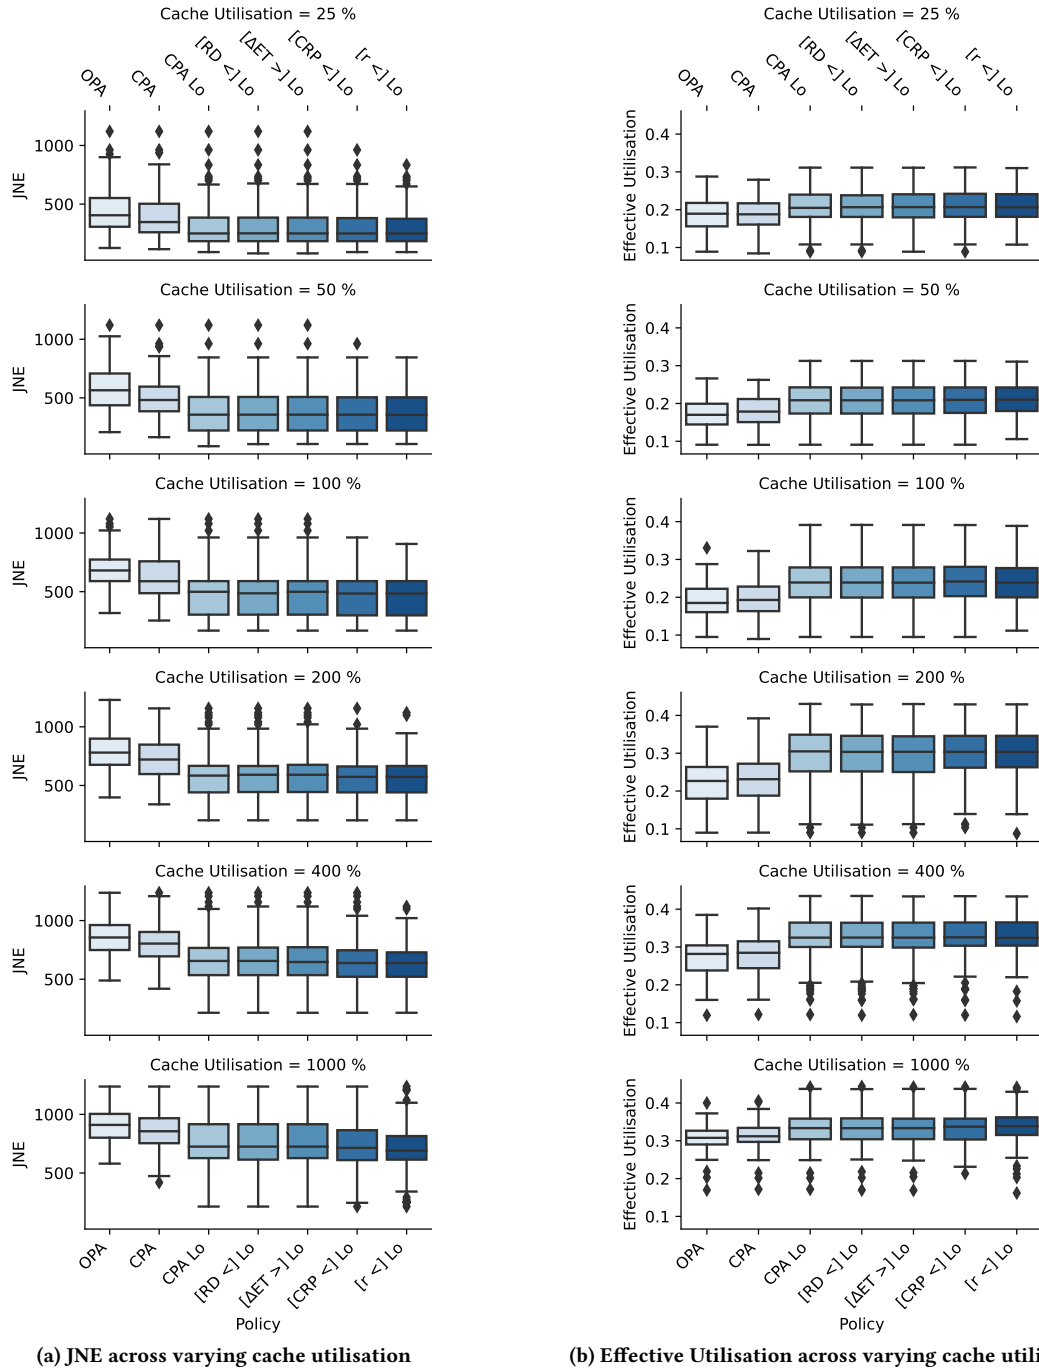 Cache Utilisation = 25 %
OPA
CPA
CPA Lo
[RD <] Lo
[ΔET >] Lo
[CRP <] Lo
[r <] Lo
1000
500
JNE
Cache Utilisation = 50 %
1000
500
JNE
Cache Utilisation = 100 %
1000
500
JNE
Cache Utilisation = 200 %
1000
500
JNE
Cache Utilisation = 400 %
1000
500
JNE
Cache Utilisation = 1000 %
1000
500
JNE
OPA
CPA
CPA Lo
[RD <] Lo
[ΔET >] Lo
[CRP <] Lo
[r <] Lo
Policy
(a) JNE across varying cache utilisation
Cache Utilisation = 25 %
OPA
CPA
CPA Lo
[RD <] Lo
[ΔET >] Lo
[CRP <] Lo
[r <] Lo
0.4
0.3
0.2
0.1
Effective Utilisation
Cache Utilisation = 50 %
0.4
0.3
0.2
0.1
Effective Utilisation
Cache Utilisation = 100 %
0.4
0.3
0.2
0.1
Effective Utilisation
Cache Utilisation = 200 %
0.4
0.3
0.2
0.1
Effective Utilisation
Cache Utilisation = 400 %
0.4
0.3
0.2
0.1
Effective Utilisation
Cache Utilisation = 1000 %
0.4
0.3
0.2
0.1
Effective Utilisation
OPA
CPA
CPA Lo
[RD <] Lo
[ΔET >] Lo
[CRP <] Lo
[r <] Lo
Policy
(b) Effective Utilisation across varying cache utili